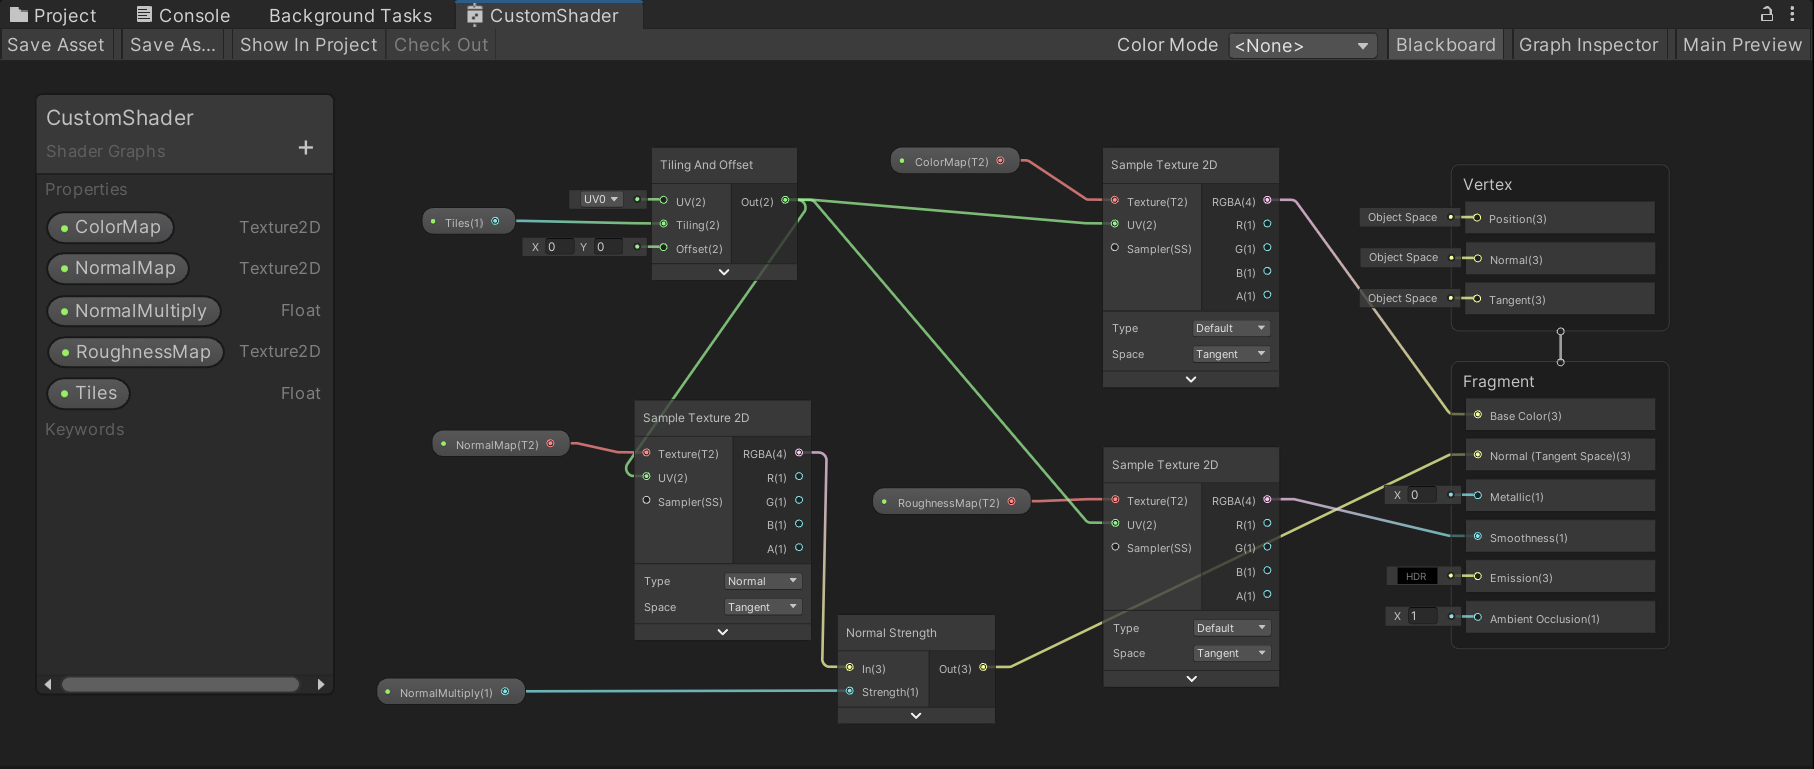 Project Console Background Tasks CustomShader
Save Asset Save As... Show In Project Check Out Color Mode <None> Blackboard Graph Inspector Main Preview
CustomShader
Shader Graphs
+
Properties
ColorMap Texture2D
NormalMap Texture2D
NormalMultiply Float
RoughnessMap Texture2D
Tiles Float
Keywords
Tiles(1)
UV0
X 0 Y 0
Tiling And Offset
UV(2) Out(2)
Tiling(2)
Offset(2)
ColorMap(T2)
Sample Texture 2D
Texture(T2) RGBA(4)
UV(2) R(1)
Sampler(SS) G(1)
B(1)
A(1)
Type Default
Space Tangent
NormalMap(T2)
Sample Texture 2D
Texture(T2) RGBA(4)
UV(2) R(1)
Sampler(SS) G(1)
B(1)
A(1)
Type Normal
Space Tangent
NormalMultiply(1)
Normal Strength
In(3) Out(3)
Strength(1)
RoughnessMap(T2)
Sample Texture 2D
Texture(T2) RGBA(4)
UV(2) R(1)
Sampler(SS) G(1)
B(1)
A(1)
Type Default
Space Tangent
Vertex
Object Space Position(3)
Object Space Normal(3)
Object Space Tangent(3)
Fragment
Base Color(3)
Normal (Tangent Space)(3)
X 0 Metallic(1)
Smoothness(1)
HDR Emission(3)
X 1 Ambient Occlusion(1)